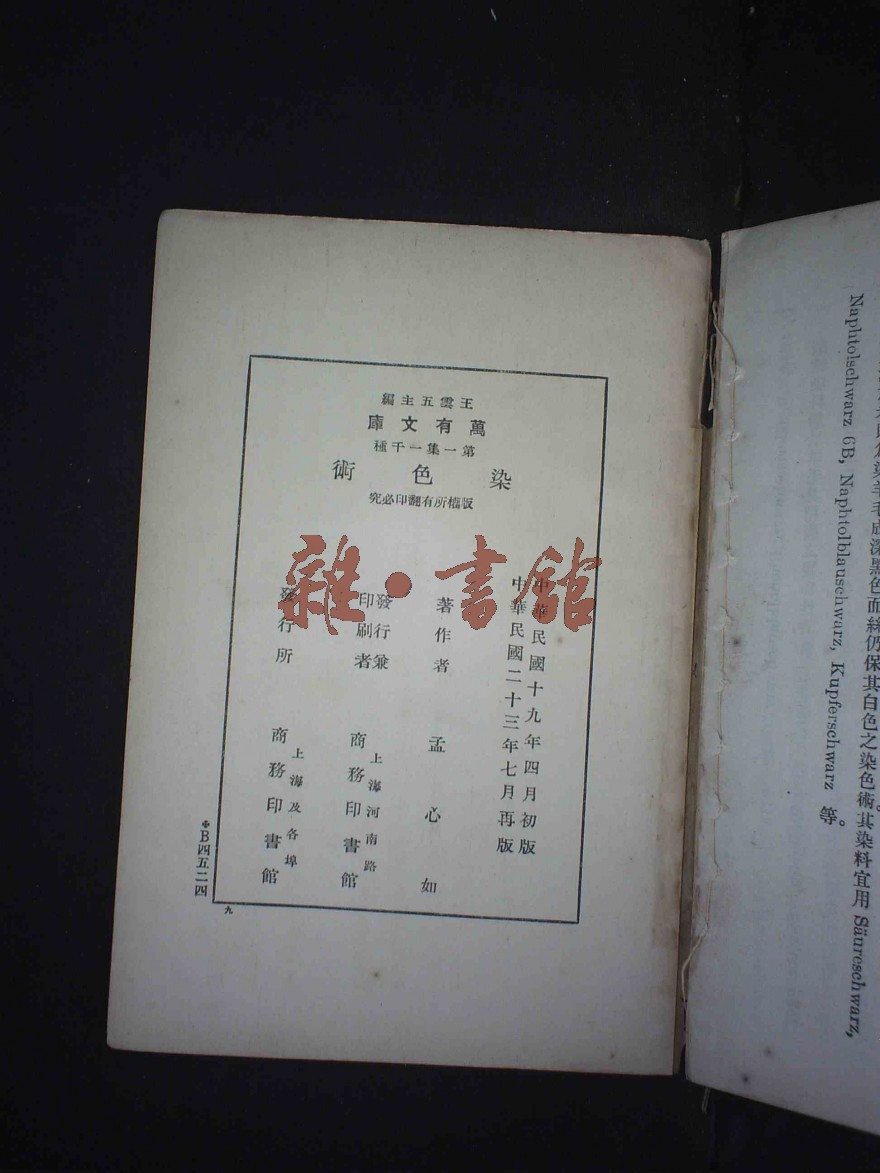 王雲五主編
萬有文庫
第一集一千種
染色術
版權所有翻印必究
中華民國十九年四月初版
中華民國二十三年七月再版
著作者 孟心如
發行兼印刷者 上海河南路 商務印書館
發行所 上海及各埠 商務印書館
B四五二四
九
雜·書館
染羊毛成深黑色而絲仍保其白色之染色術。其染料宜用 Säureschwarz,
Naphtolschwarz 6B, Naphtolblauschwarz, Kupferschwarz 等。